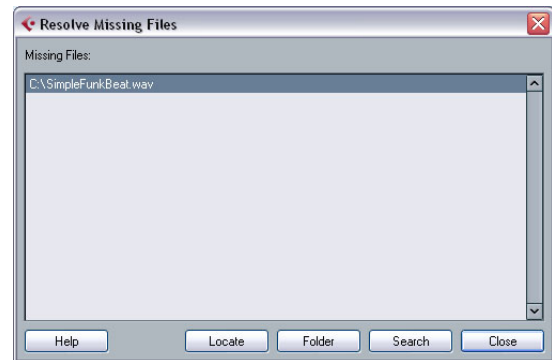 Resolve Missing Files
Missing Files:
C:\SimpleFunkBeat.wav
Help Locate Folder Search Close